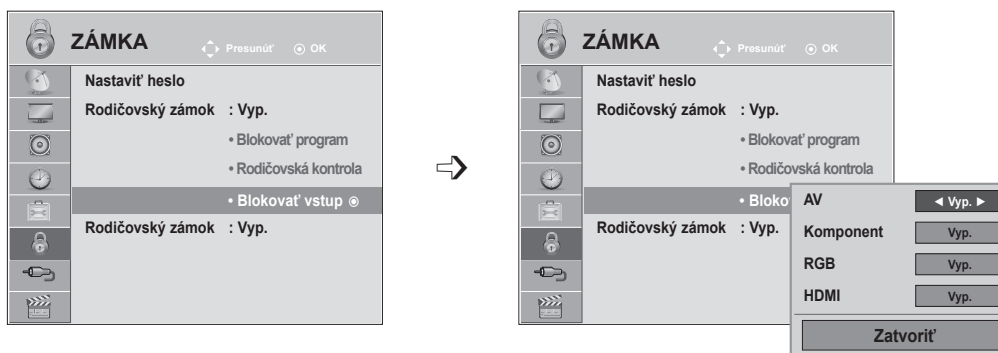 ZÁMKA
Presunúť OK
Nastaviť heslo
Rodičovský zámok : Vyp.
• Blokovať program
• Rodičovská kontrola
• Blokovať vstup
Rodičovský zámok : Vyp.
ZÁMKA
Presunúť OK
Nastaviť heslo
Rodičovský zámok : Vyp.
• Blokovať program
• Rodičovská kontrola
• Bloko
Rodičovský zámok : Vyp.
AV ◄ Vyp. ►
Komponent Vyp.
RGB Vyp.
HDMI Vyp.
Zatvoriť